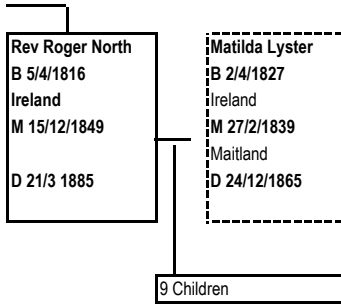 Rev Roger North
B 5/4/1816
Ireland
M 15/12/1849
D 21/3 1885
Matilda Lyster
B 2/4/1827
Ireland
M 27/2/1839
Maitland
D 24/12/1865
9 Children